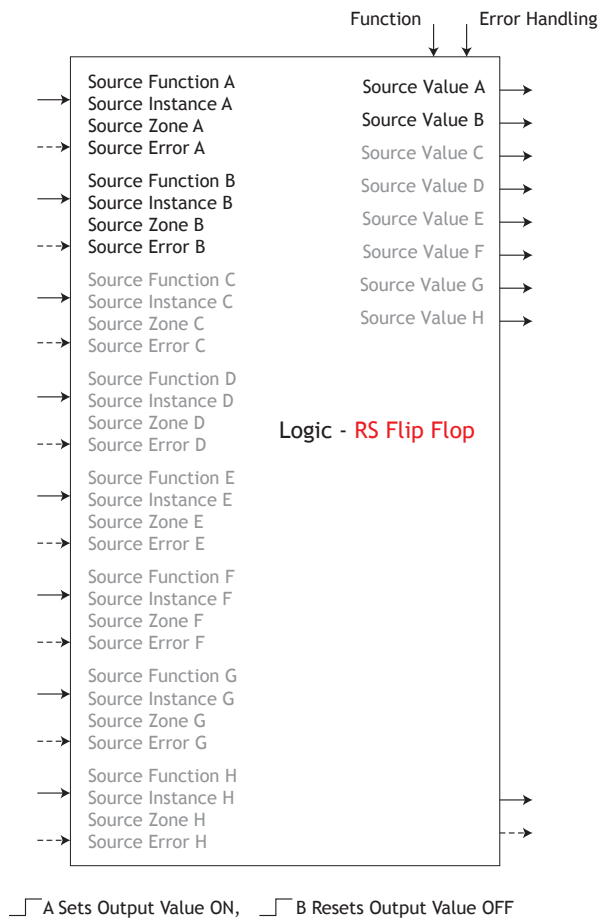 Function
Error Handling
Source Function A
Source Instance A
Source Zone A
Source Error A
Source Function B
Source Instance B
Source Zone B
Source Error B
Source Function C
Source Instance C
Source Zone C
Source Error C
Source Function D
Source Instance D
Source Zone D
Source Error D
Source Function E
Source Instance E
Source Zone E
Source Error E
Source Function F
Source Instance F
Source Zone F
Source Error F
Source Function G
Source Instance G
Source Zone G
Source Error G
Source Function H
Source Instance H
Source Zone H
Source Error H
Source Value A
Source Value B
Source Value C
Source Value D
Source Value E
Source Value F
Source Value G
Source Value H
Logic - RS Flip Flop
A Sets Output Value ON, B Resets Output Value OFF